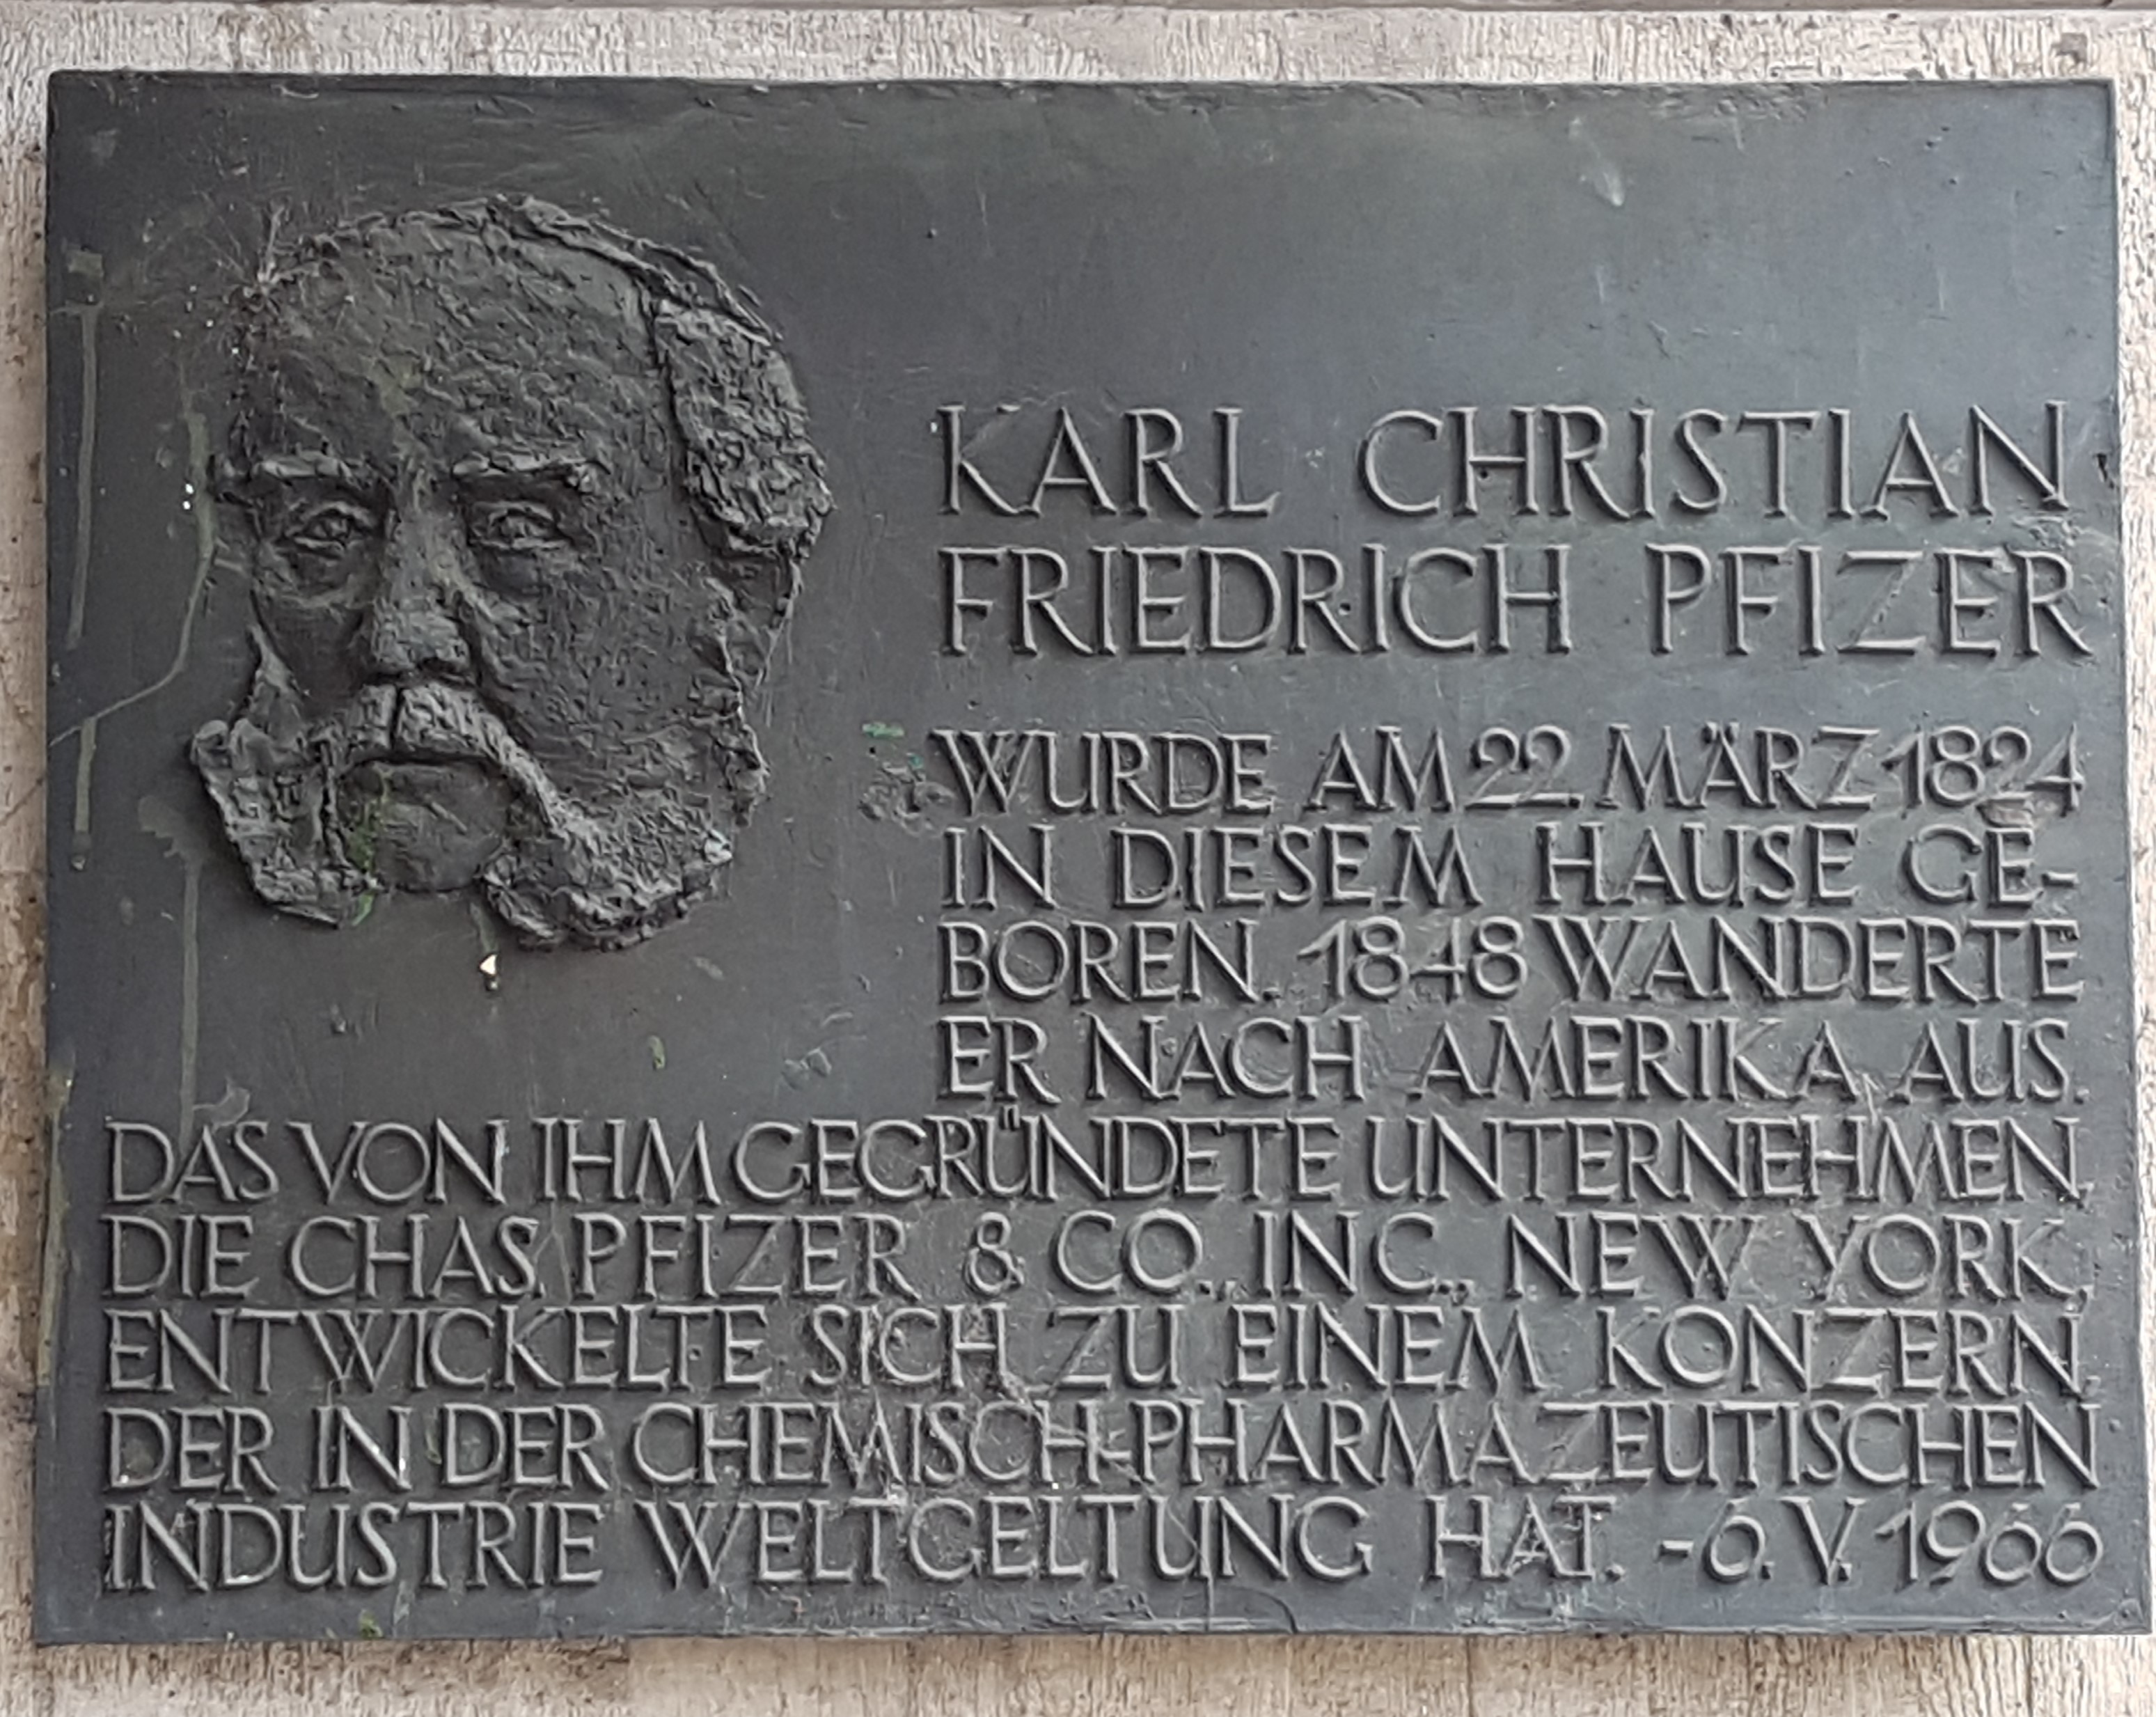 KARL CHRISTIAN
FRIEDRICH PFIZER
WURDE AM 22. MÄRZ 1824
IN DIESEM HAUSE GE-
BOREN. 1848 WANDERTE
ER NACH AMERIKA AUS.
DAS VON IHM GEGRÜNDETE UNTERNEHMEN,
DIE CHAS. PFIZER & CO., INC., NEW YORK,
ENTWICKELTE SICH ZU EINEM KONZERN,
DER IN DER CHEMISCH-PHARMAZEUTISCHEN
INDUSTRIE WELTGELTUNG HAT. - 6. V. 1966